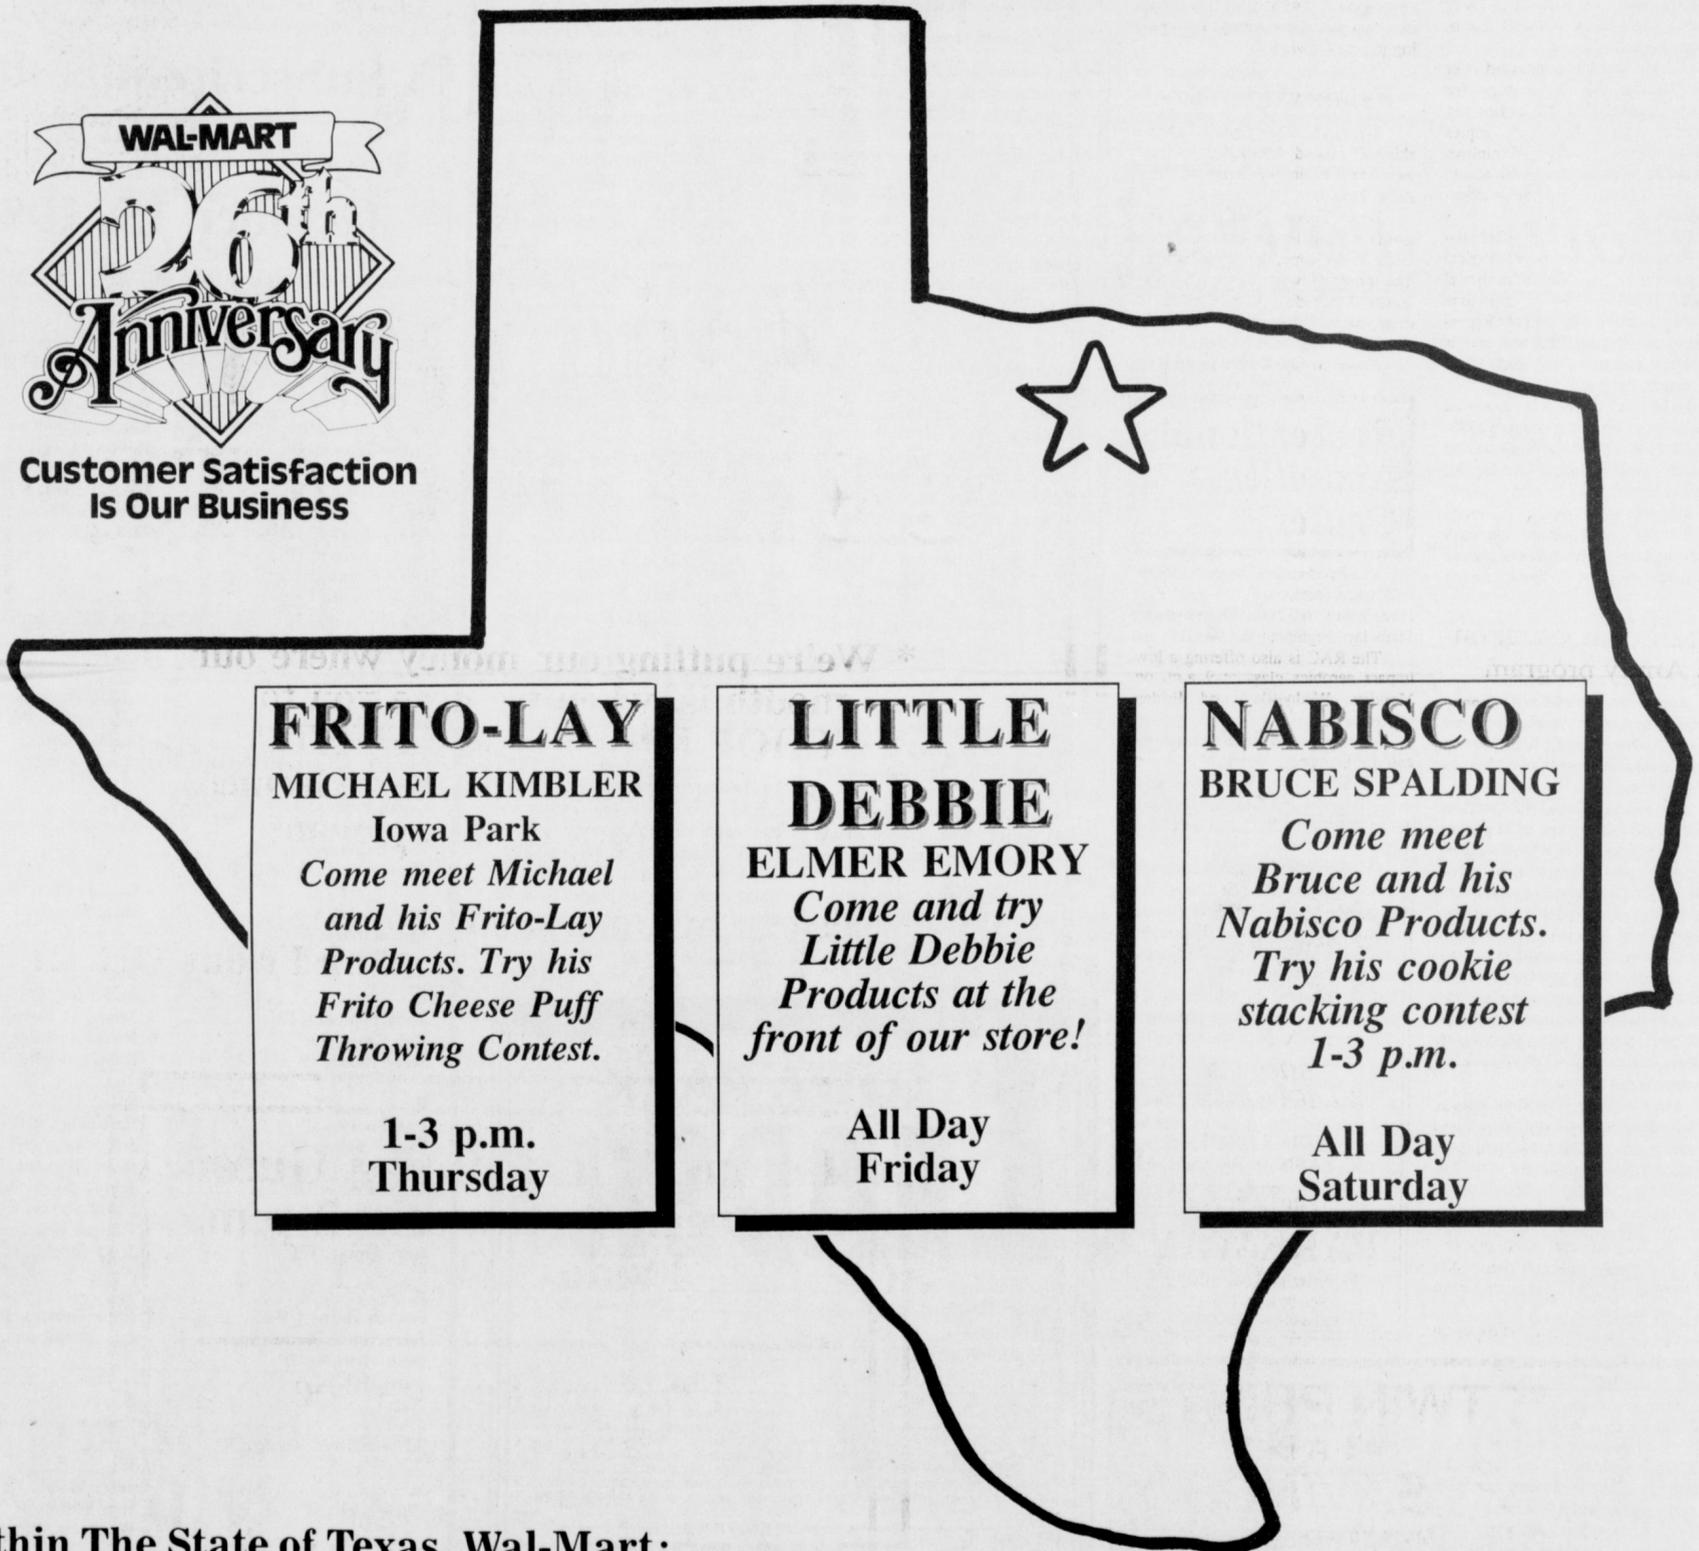 WAL-MART
26th
Anniversary
Customer Satisfaction
Is Our Business
FRITO-LAY
MICHAEL KIMBLER
Iowa Park
Come meet Michael
and his Frito-Lay
Products. Try his
Frito Cheese Puff
Throwing Contest.
1-3 p.m.
Thursday
LITTLE
DEBBIE
ELMER EMORY
Come and try
Little Debbie
Products at the
front of our store!
All Day
Friday
NABISCO
BRUCE SPALDING
Come meet
Bruce and his
Nabisco Products.
Try his cookie
stacking contest
1-3 p.m.
All Day
Saturday
thin The State of Texas, Wal-Mart: